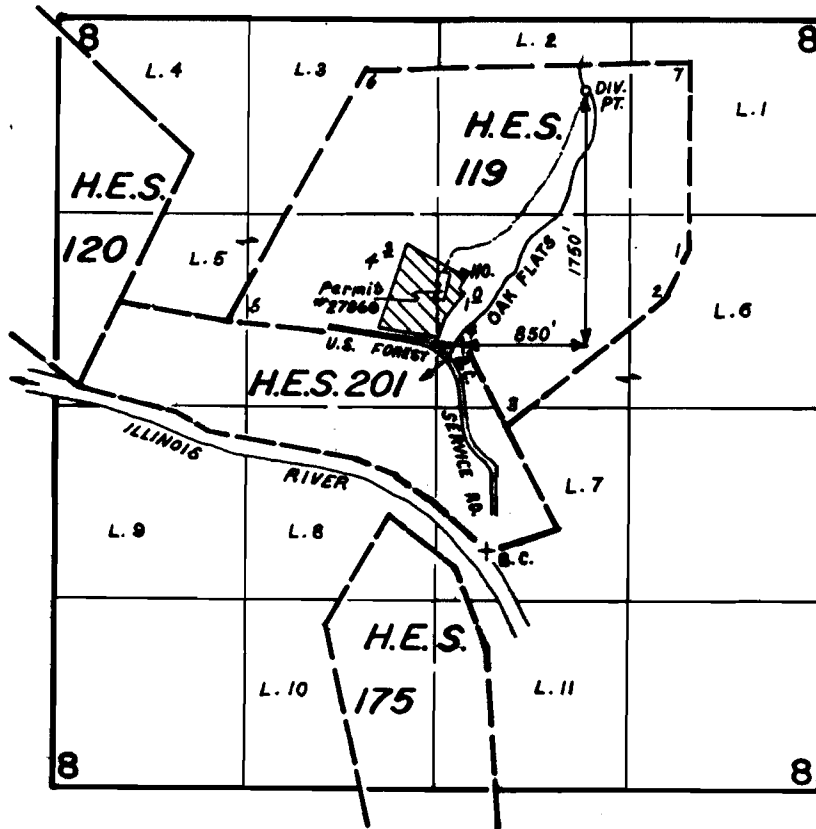 8
8
L. 2
L. 4
L. 3
6
7
DIV.
PT.
L. 1
H.E.S.
119
H.E.S.
120
L. 5
1750'
OAK FLATS
1
2
Permit
#27860
5
U.S. FOREST
SERVICE RD.
850'
L. 6
H.E.S. 201
3
ILLINOIS
RIVER
L. 7
L. 9
L. 8
B.C.
H.E.S.
175
L. 10
L. 11
8
8